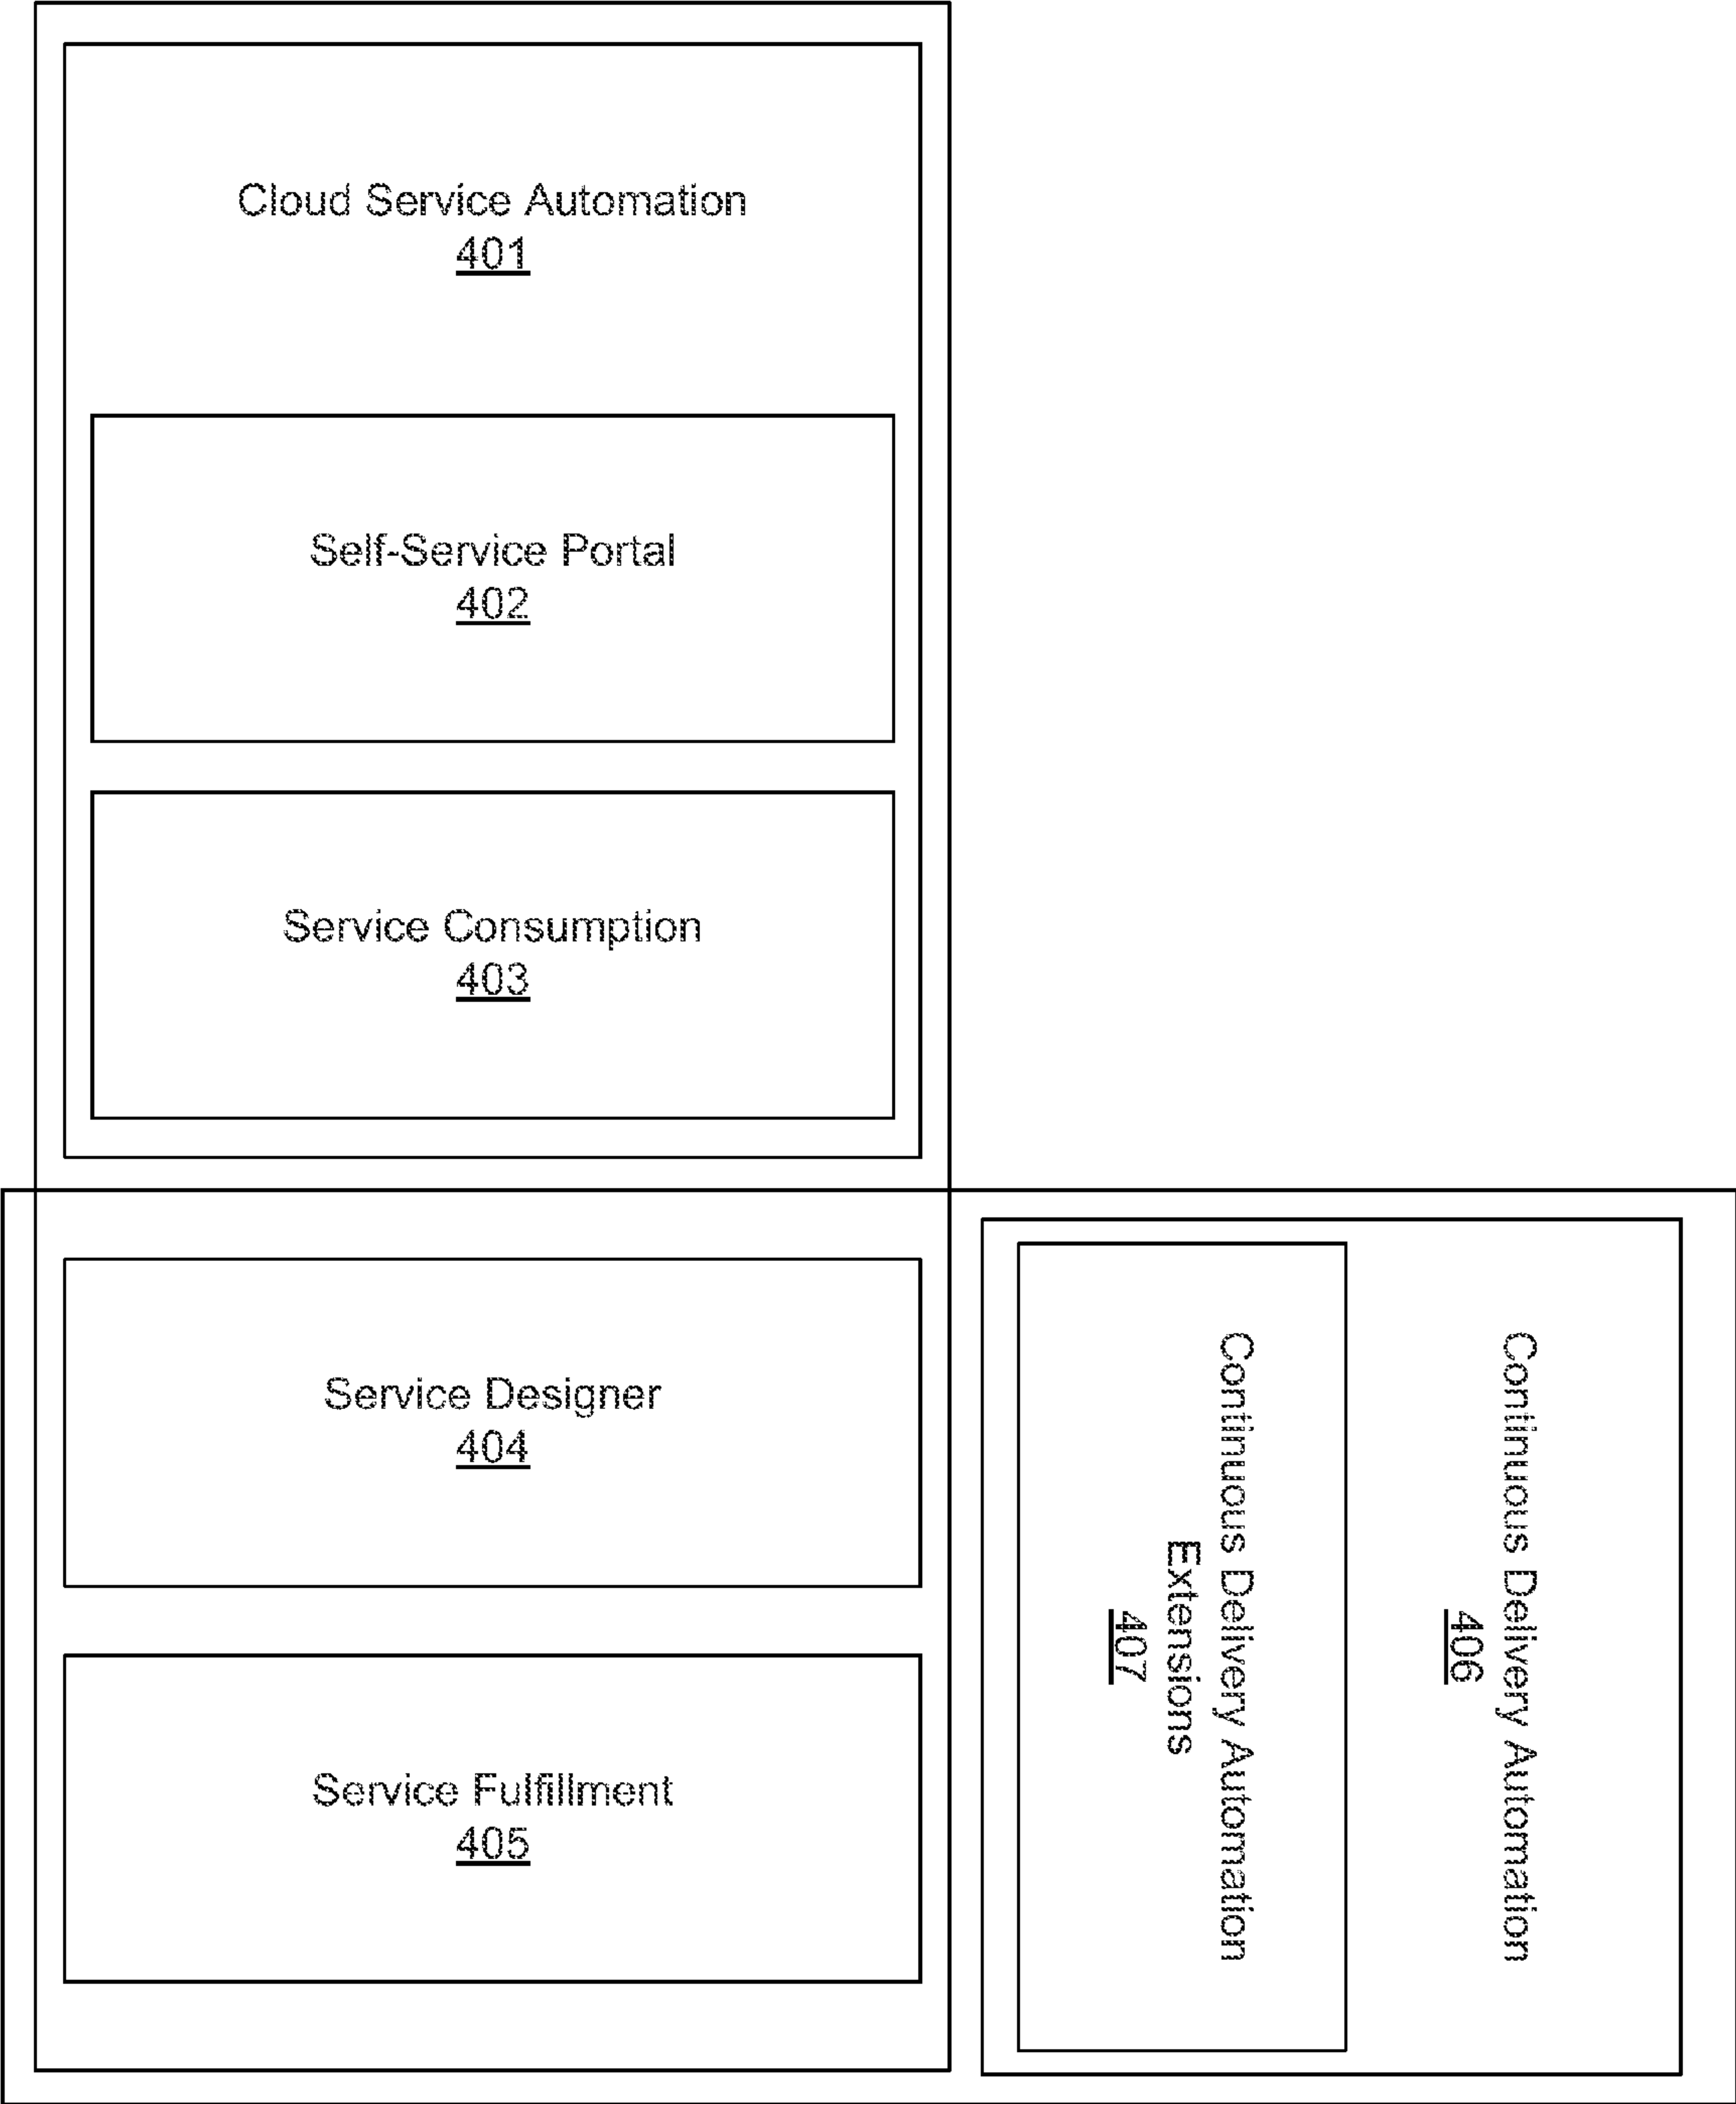 Cloud Service Automation
401
Self-Service Portal
402
Service Consumption
403
Service Designer
404
Service Fulfillment
405
Continuous Delivery Automation
406
Continuous Delivery Automation
Extensions
407